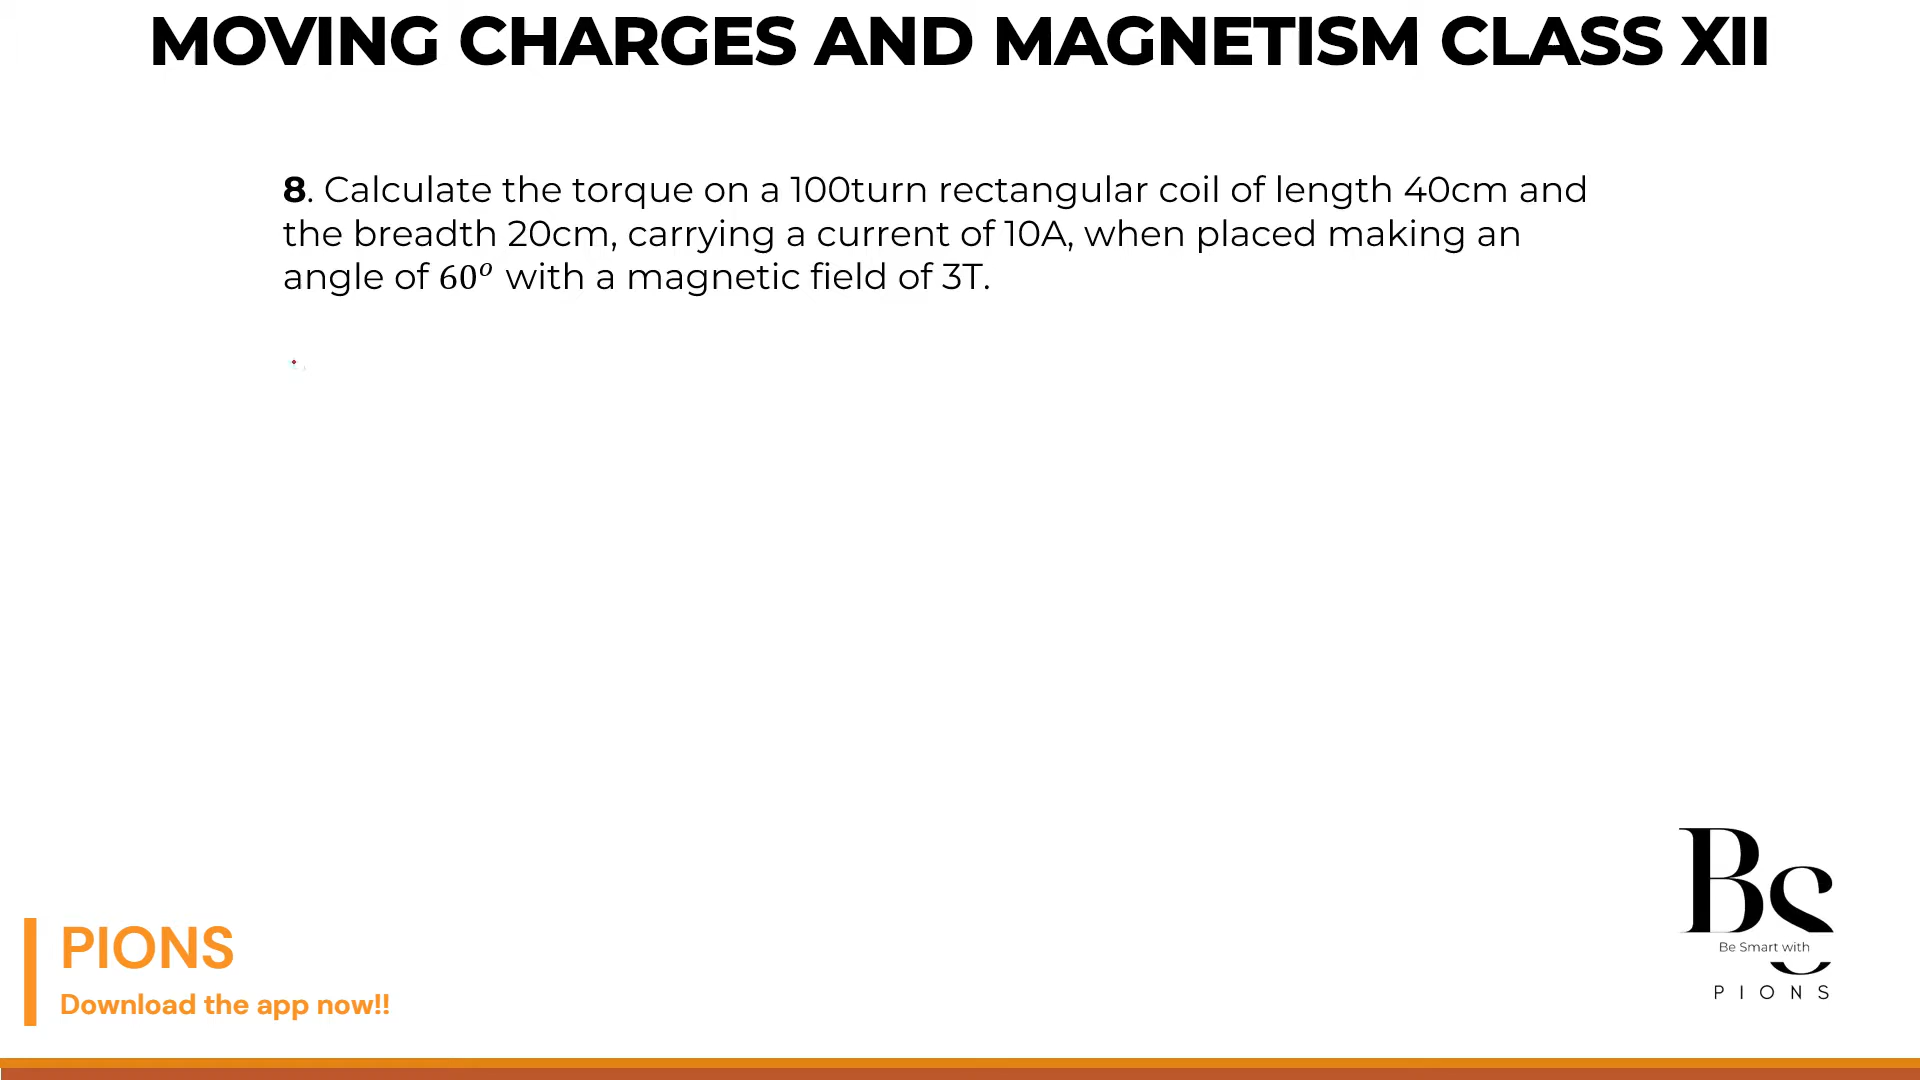 MOVING CHARGES AND MAGNETISM CLASS XII
8. Calculate the torque on a 100turn rectangular coil of length 40cm and
the breadth 20cm, carrying a current of 10A, when placed making an
angle of 60° with a magnetic field of 3T.
PIONS
Download the app now!!
Bs
Be Smart with
PIONS